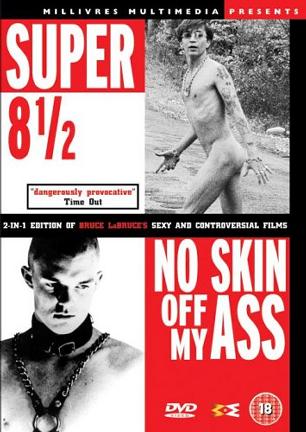 MILLIVRES MULTIMEDIA PRESENTS
SUPER
8½
"dangerously provocative"
Time Out
2-IN-1 EDITION OF BRUCE LaBRUCE'S SEXY AND CONTROVERSIAL FILMS
NO SKIN
OFF
MY ASS
DVD
VIDEO
18